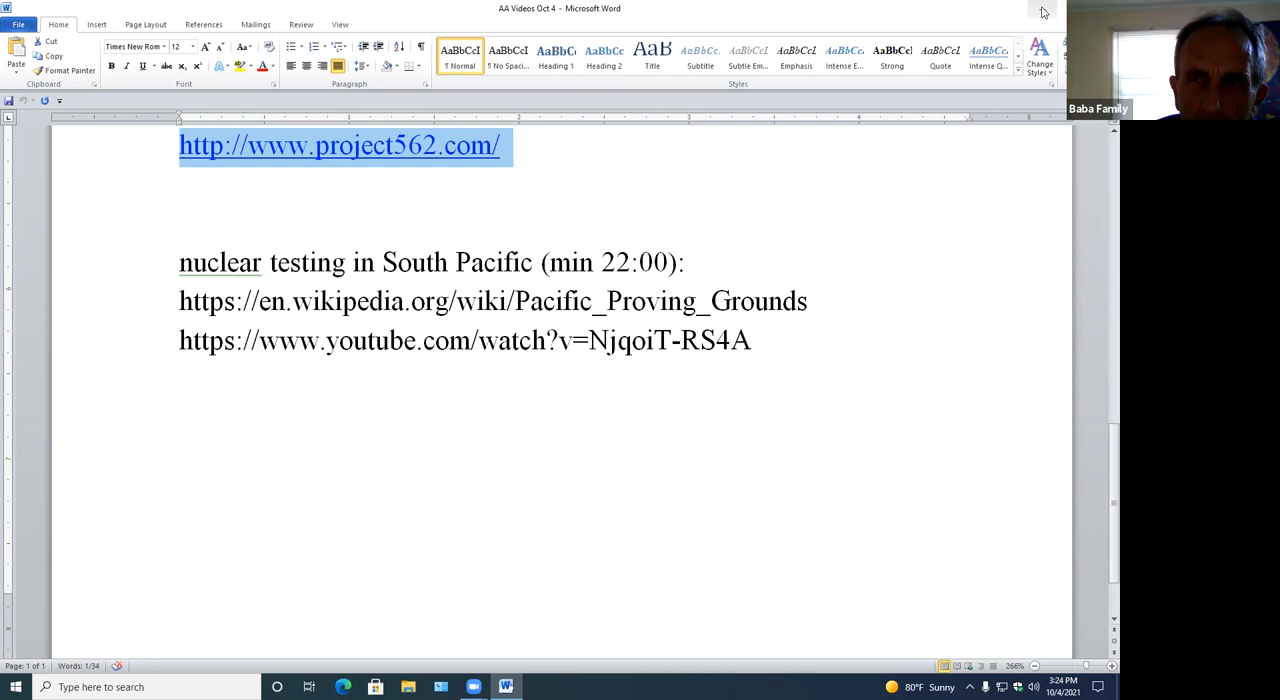 AA Videos Oct 4 - Microsoft Word
File Home Insert Page Layout References Mailings Review View
Paste
Cut
Copy
Format Painter
Times New Rom 12
AaBbCcI AaBbCcI AaBbC AaBbCc AaB AaBbCc. AaBbCcI AaBbCcI AaBbCcI AaBbCcl AaBbCcI AaBbCcI
¶ Normal ¶ No Spaci... Heading 1 Heading 2 Title Subtitle Subtle Em... Emphasis Intense E... Strong Quote Intense Q...
Change
Styles
Clipboard Font Paragraph Styles
Baba Family
http://www.project562.com/
nuclear testing in South Pacific (min 22:00):
https://en.wikipedia.org/wiki/Pacific_Proving_Grounds
https://www.youtube.com/watch?v=NjqoiT-RS4A
Page: 1 of 1 Words: 1/34 266%
Type here to search
80°F Sunny
3:24 PM
10/4/2021